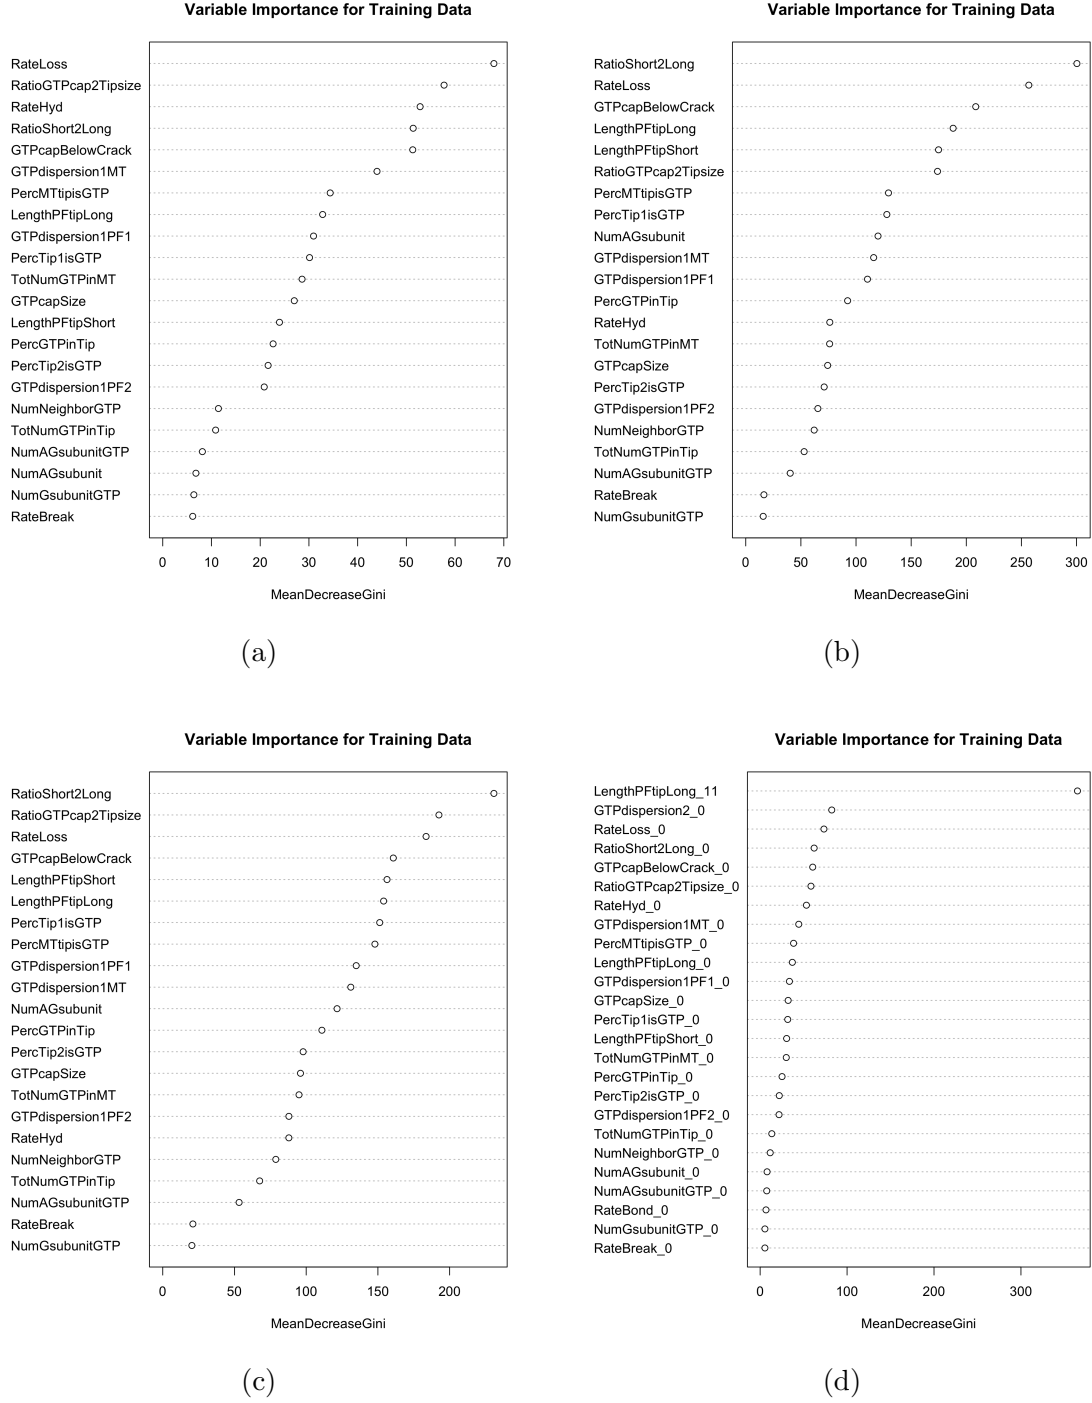 Variable Importance for Training Data
RateLoss
RatioGTPcap2Tipsize
RateHyd
RatioShort2Long
GTPcapBelowCrack
GTPdispersion1MT
PercMTtipisGTP
LengthPFtipLong
GTPdispersion1PF1
PercTip1isGTP
TotNumGTPinMT
GTPcapSize
LengthPFtipShort
PercGTPinTip
PercTip2isGTP
GTPdispersion1PF2
NumNeighborGTP
TotNumGTPinTip
NumAGsubunitGTP
NumAGsubunit
NumGsubunitGTP
RateBreak
0 10 20 30 40 50 60 70
MeanDecreaseGini
(a)
Variable Importance for Training Data
RatioShort2Long
RateLoss
GTPcapBelowCrack
LengthPFtipLong
LengthPFtipShort
RatioGTPcap2Tipsize
PercMTtipisGTP
PercTip1isGTP
NumAGsubunit
GTPdispersion1MT
GTPdispersion1PF1
PercGTPinTip
RateHyd
TotNumGTPinMT
GTPcapSize
PercTip2isGTP
GTPdispersion1PF2
NumNeighborGTP
TotNumGTPinTip
NumAGsubunitGTP
RateBreak
NumGsubunitGTP
0 50 100 150 200 250 300
MeanDecreaseGini
(b)
Variable Importance for Training Data
RatioShort2Long
RatioGTPcap2Tipsize
RateLoss
GTPcapBelowCrack
LengthPFtipShort
LengthPFtipLong
PercTip1isGTP
PercMTtipisGTP
GTPdispersion1PF1
GTPdispersion1MT
NumAGsubunit
PercGTPinTip
PercTip2isGTP
GTPcapSize
TotNumGTPinMT
GTPdispersion1PF2
RateHyd
NumNeighborGTP
TotNumGTPinTip
NumAGsubunitGTP
RateBreak
NumGsubunitGTP
0 50 100 150 200
MeanDecreaseGini
(c)
Variable Importance for Training Data
LengthPFtipLong_11
GTPdispersion2_0
RateLoss_0
RatioShort2Long_0
GTPcapBelowCrack_0
RatioGTPcap2Tipsize_0
RateHyd_0
GTPdispersion1MT_0
PercMTtipisGTP_0
LengthPFtipLong_0
GTPdispersion1PF1_0
GTPcapSize_0
PercTip1isGTP_0
LengthPFtipShort_0
TotNumGTPinMT_0
PercGTPinTip_0
PercTip2isGTP_0
GTPdispersion1PF2_0
TotNumGTPinTip_0
NumNeighborGTP_0
NumAGsubunit_0
NumAGsubunitGTP_0
RateBond_0
NumGsubunitGTP_0
RateBreak_0
0 100 200 300
MeanDecreaseGini
(d)